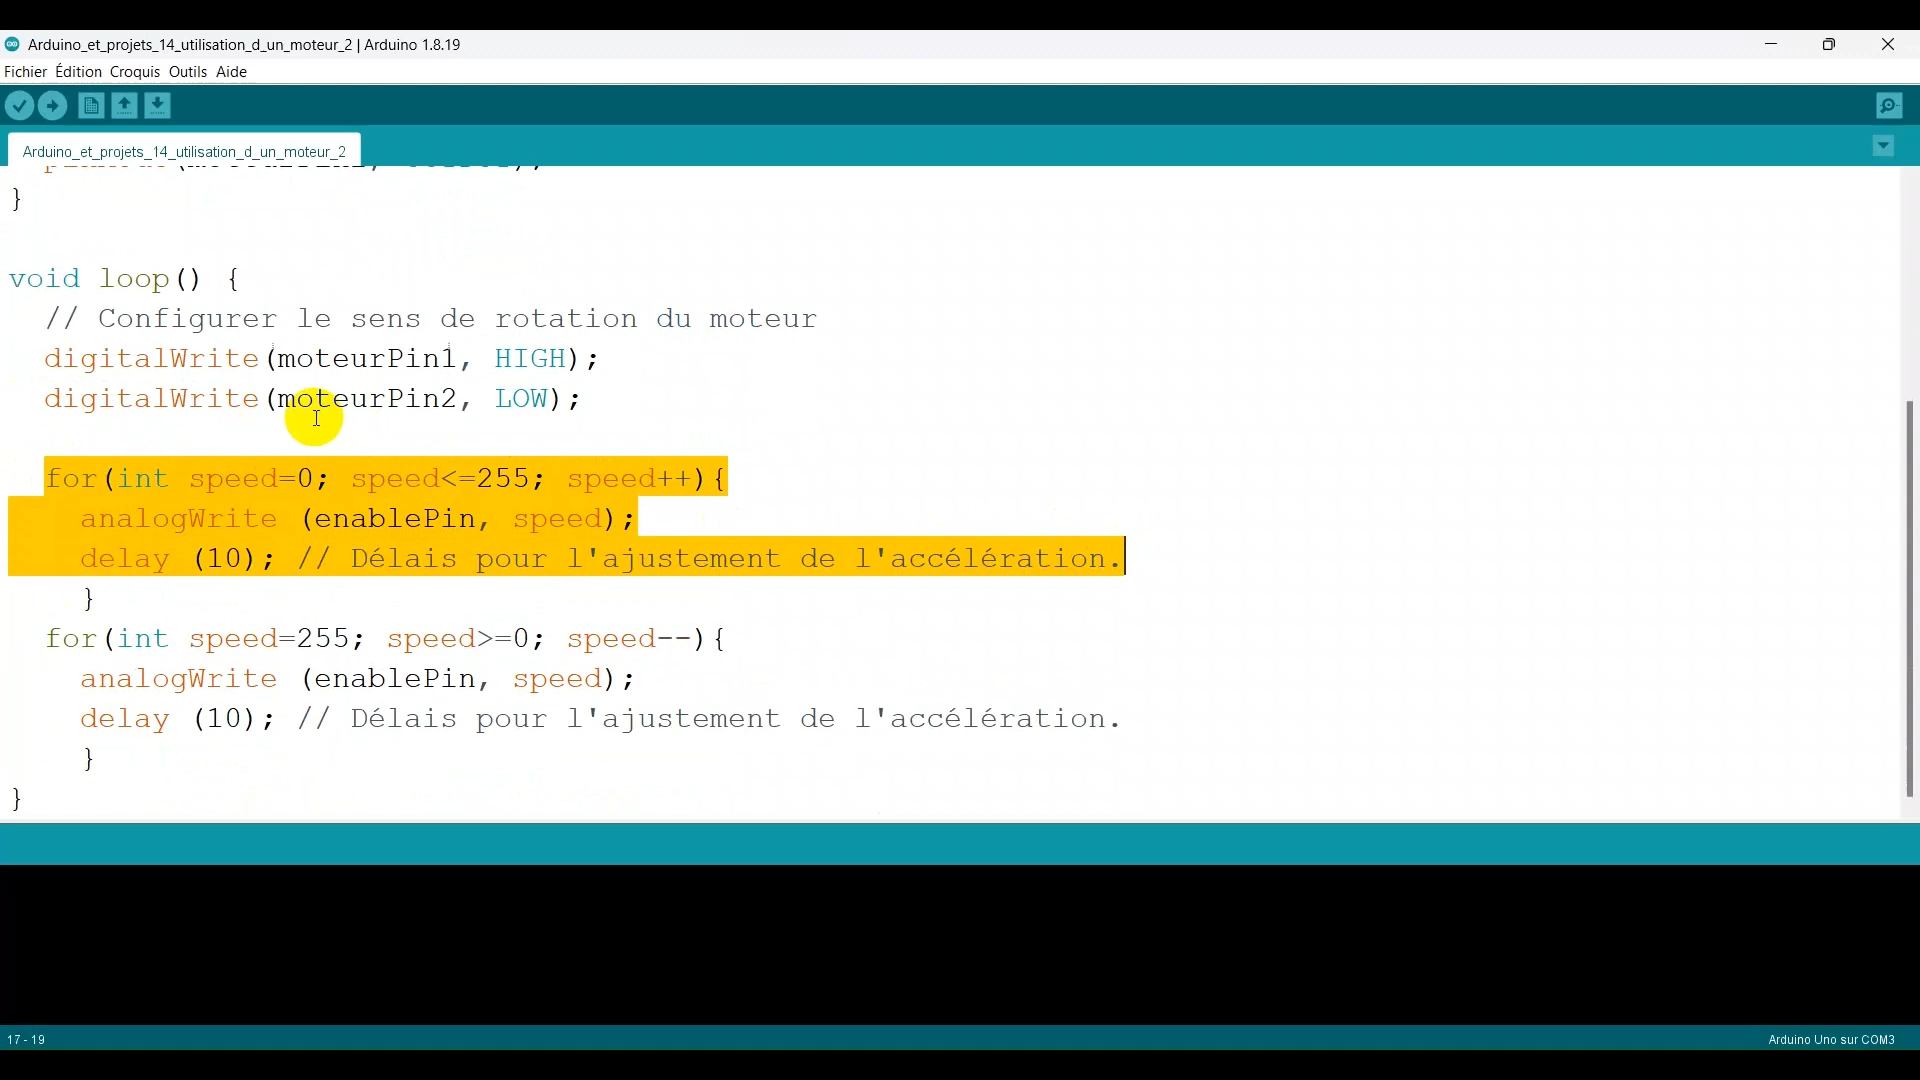 Arduino_et_projets_14_utilisation_d_un_moteur_2 | Arduino 1.8.19
Fichier Édition Croquis Outils Aide
Arduino_et_projets_14_utilisation_d_un_moteur_2
}
void loop() {
// Configurer le sens de rotation du moteur
digitalWrite(moteurPin1, HIGH);
digitalWrite(moteurPin2, LOW);
for(int speed=0; speed<=255; speed++){
analogWrite (enablePin, speed);
delay (10); // Délais pour l'ajustement de l'accélération.
}
for(int speed=255; speed>=0; speed--){
analogWrite (enablePin, speed);
delay (10); // Délais pour l'ajustement de l'accélération.
}
}
17 - 19
Arduino Uno sur COM3